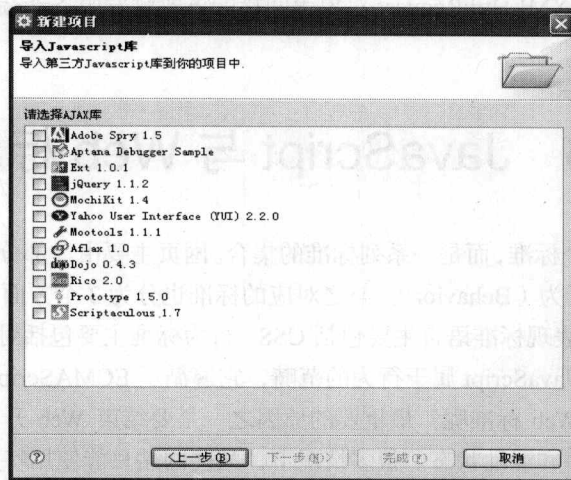 新建项目
导入Javascript库
导入第三方Javascript库到你的项目中.
请选择AJAX库
Adobe Spry 1.5
Aptana Debugger Sample
Ext 1.0.1
jQuery 1.1.2
MochiKit 1.4
Yahoo User Interface (YUI) 2.2.0
Mootools 1.1.1
Aflax 1.0
dojo Dojo 0.4.3
Rico 2.0
Prototype 1.5.0
Scriptaculous 1.7
<上一步(B) 下一步(N)> 完成(F) 取消